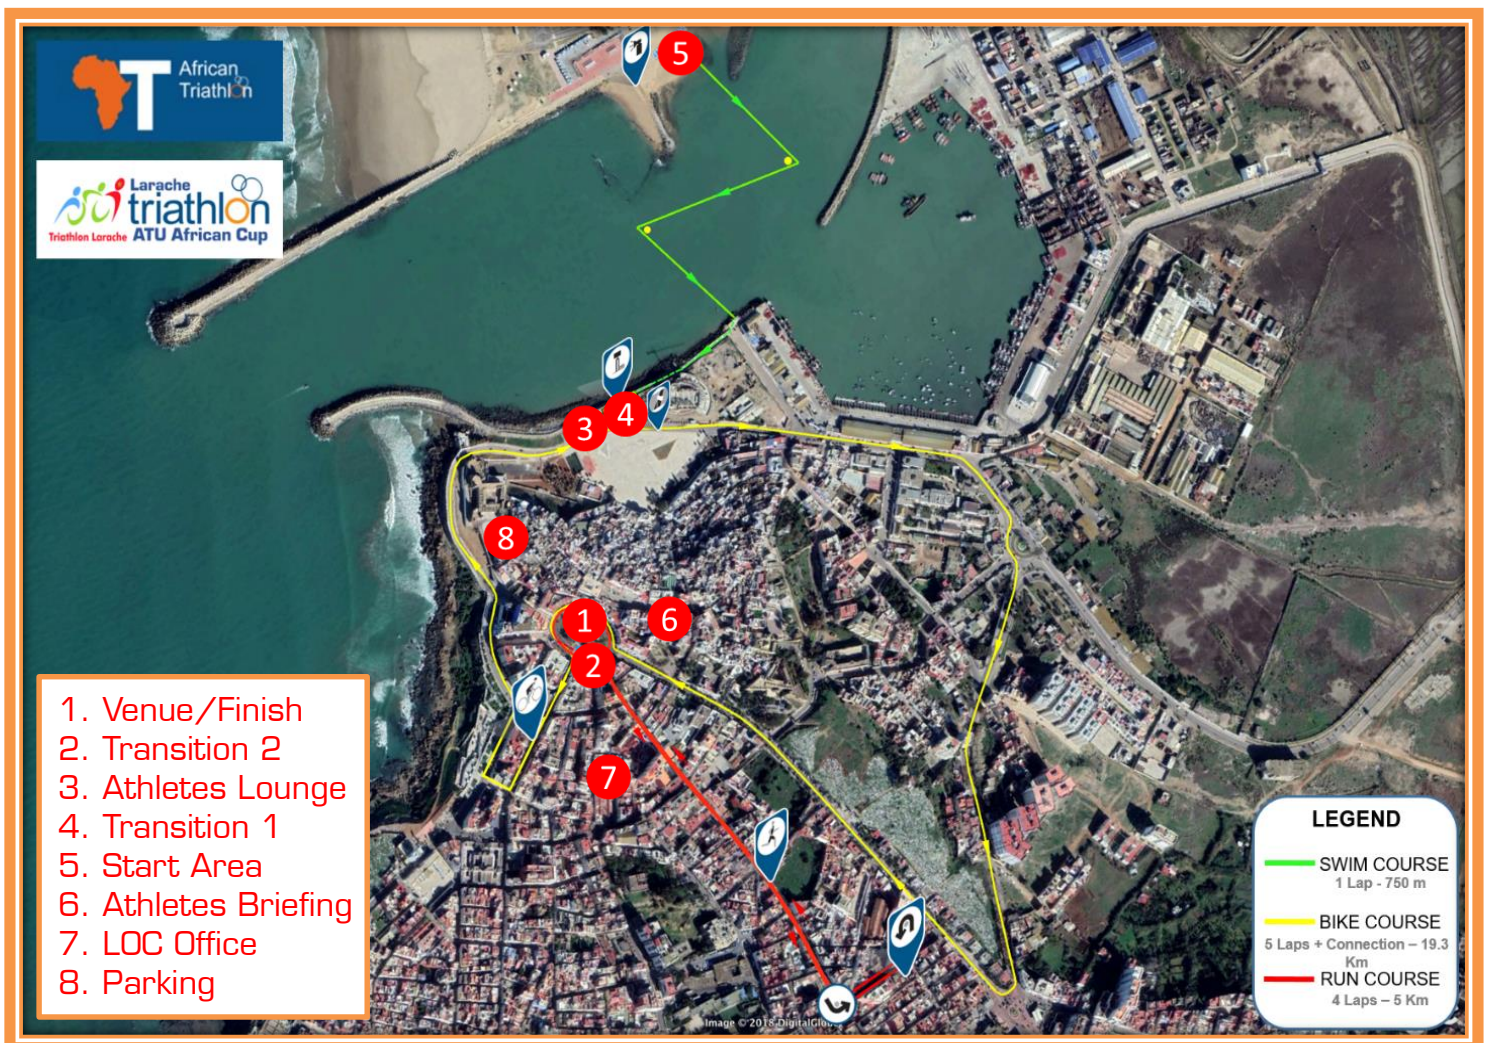 African
Triathlon
Larache
triathlon
Triathlon Larache ATU African Cup
5
4
3
8
1
6
2
7
1. Venue/Finish
2. Transition 2
3. Athletes Lounge
4. Transition 1
5. Start Area
6. Athletes Briefing
7. LOC Office
8. Parking
LEGEND
SWIM COURSE
1 Lap - 750 m
BIKE COURSE
5 Laps + Connection – 19.3
Km
RUN COURSE
4 Laps – 5 Km
Image © 2018 DigitalGlobe